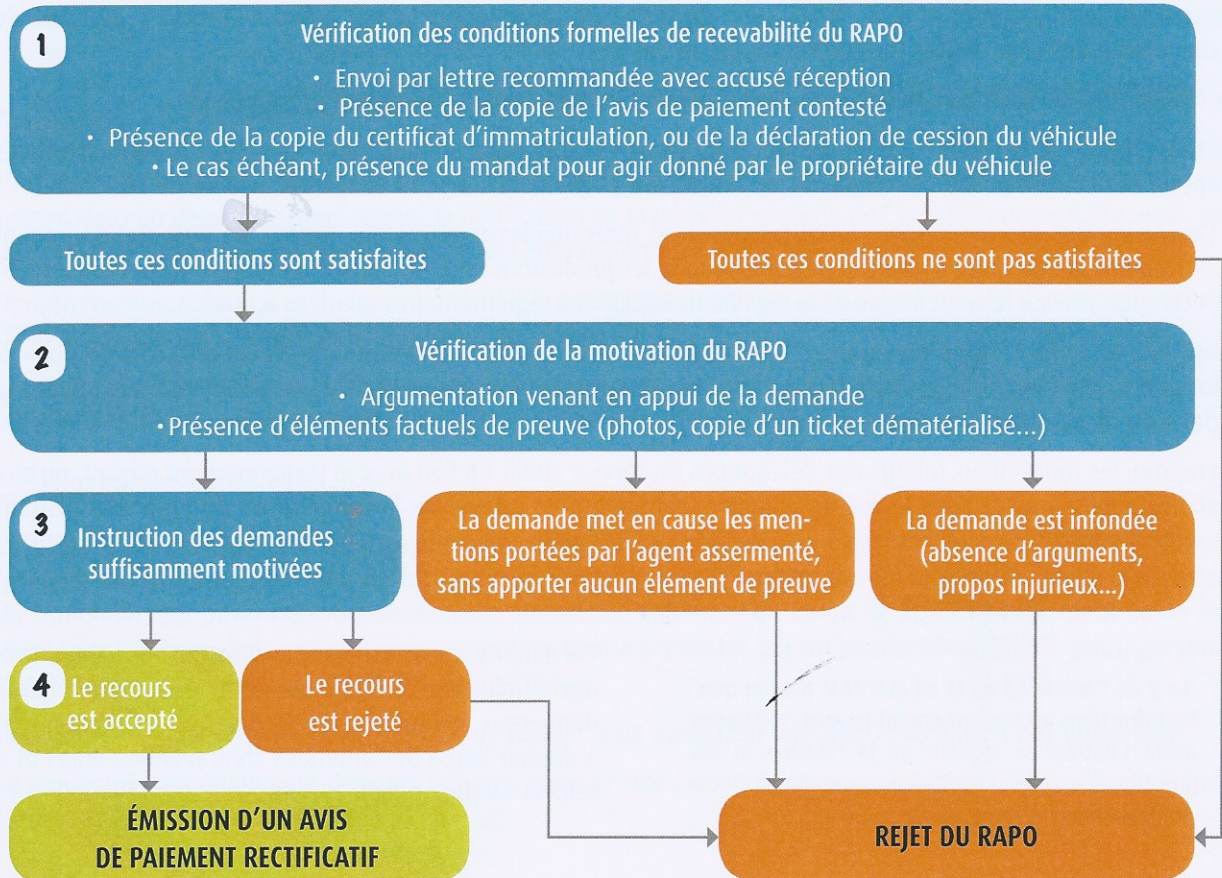 1
Vérification des conditions formelles de recevabilité du RAPO
• Envoi par lettre recommandée avec accusé réception
• Présence de la copie de l'avis de paiement contesté
• Présence de la copie du certificat d'immatriculation, ou de la déclaration de cession du véhicule
• Le cas échéant, présence du mandat pour agir donné par le propriétaire du véhicule
Toutes ces conditions sont satisfaites
Toutes ces conditions ne sont pas satisfaites
2
Vérification de la motivation du RAPO
• Argumentation venant en appui de la demande
• Présence d'éléments factuels de preuve (photos, copie d'un ticket dématérialisé...)
3
Instruction des demandes
suffisamment motivées
La demande met en cause les men-
tions portées par l'agent assermenté,
sans apporter aucun élément de preuve
La demande est infondée
(absence d'arguments,
propos injurieux...)
4
Le recours
est accepté
Le recours
est rejeté
ÉMISSION D'UN AVIS
DE PAIEMENT RECTIFICATIF
REJET DU RAPO